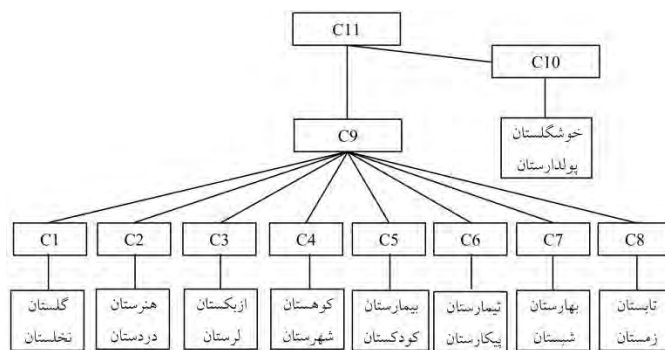 C11
C10
خوشگلستان
پولدارستان
C9
C1
C2
C3
C4
C5
C6
C7
C8
گلستان
نخلستان
هنرستان
دردستان
ازبکستان
لرستان
کوهستان
شهرستان
بیمارستان
کودکستان
تیمارستان
پیکارستان
بهارستان
شبستان
تابستان
زمستان